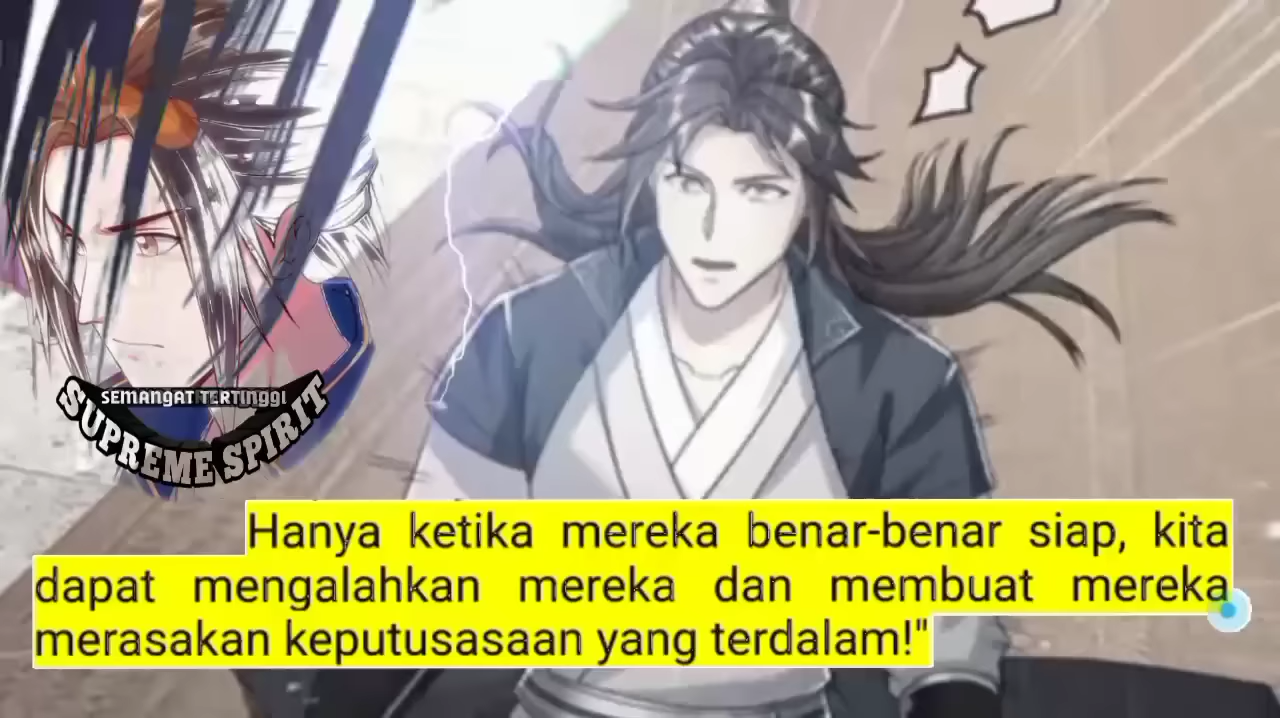 SEMANGAT TERTINGGI
SUPREME SPIRIT
Hanya ketika mereka benar-benar siap, kita
dapat mengalahkan mereka dan membuat mereka
merasakan keputusasaan yang terdalam!"